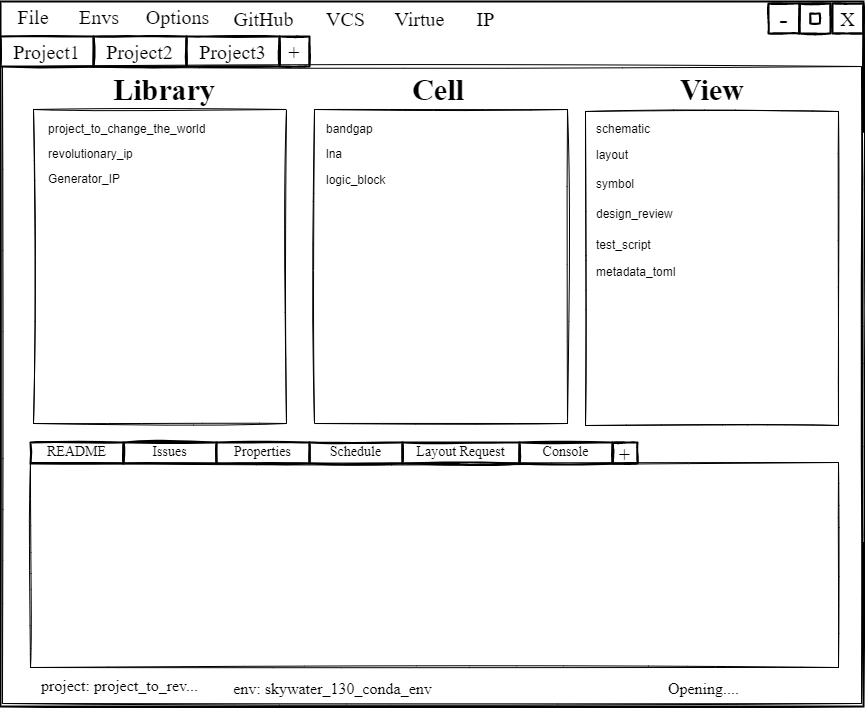 File Envs Options GitHub VCS Virtue IP - X
Project1 Project2 Project3 +
Library Cell View
project_to_change_the_world bandgap schematic
revolutionary_ip lna layout
Generator_IP logic_block symbol
design_review
test_script
metadata_toml
README Issues Properties Schedule Layout Request Console +
project: project_to_rev... env: skywater_130_conda_env Opening....